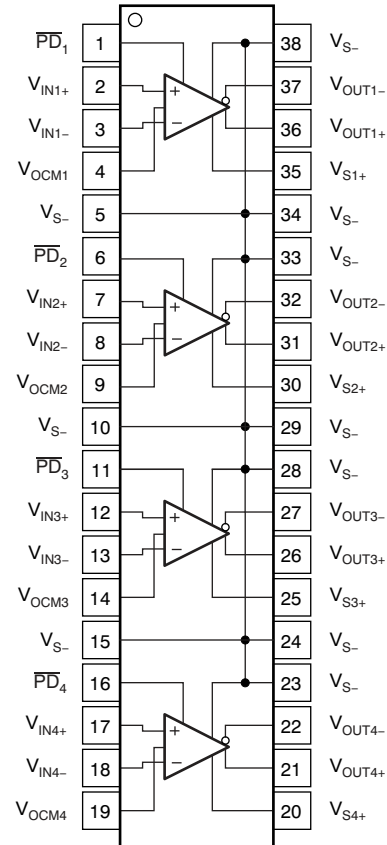 PD1 1 38 VS–
VIN1+ 2 + 37 VOUT1–
VIN1– 3 – 36 VOUT1+
VOCM1 4 35 VS1+
VS– 5 34 VS–
PD2 6 33 VS–
VIN2+ 7 + 32 VOUT2–
VIN2– 8 – 31 VOUT2+
VOCM2 9 30 VS2+
VS– 10 29 VS–
PD3 11 28 VS–
VIN3+ 12 + 27 VOUT3–
VIN3– 13 – 26 VOUT3+
VOCM3 14 25 VS3+
VS– 15 24 VS–
PD4 16 23 VS–
VIN4+ 17 + 22 VOUT4–
VIN4– 18 – 21 VOUT4+
VOCM4 19 20 VS4+